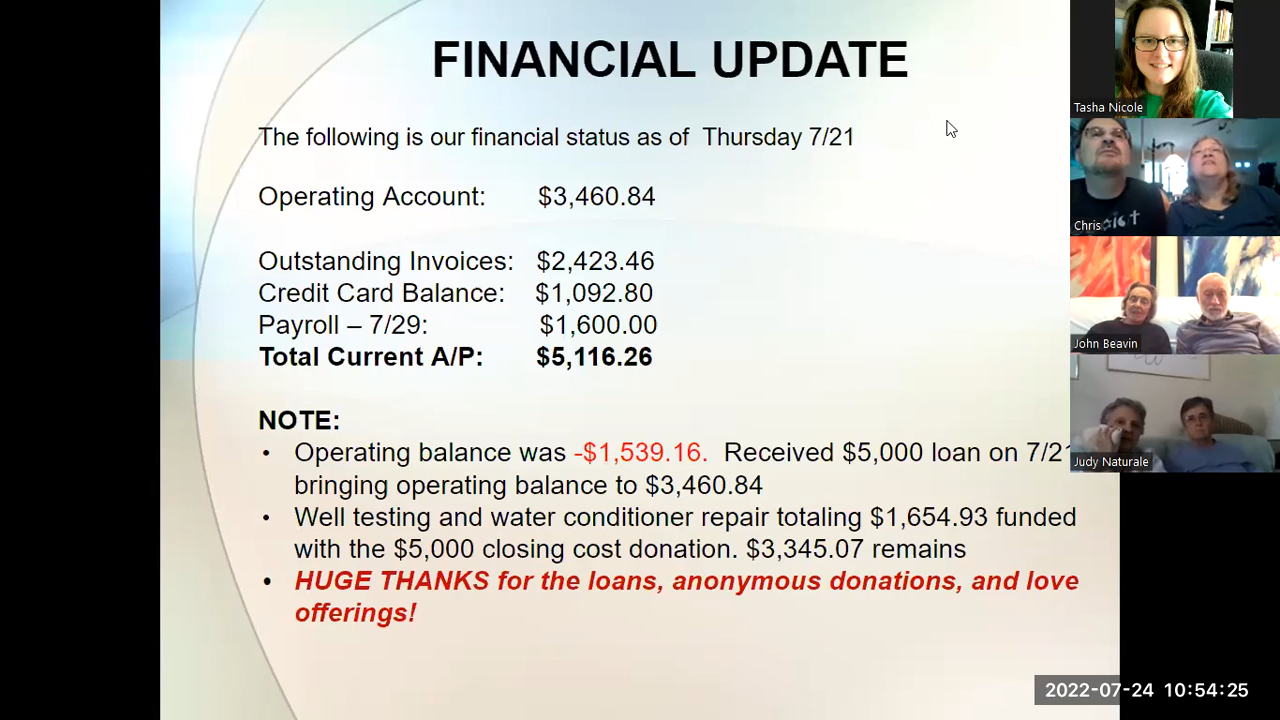 FINANCIAL UPDATE
The following is our financial status as of Thursday 7/21
Operating Account: $3,460.84
Outstanding Invoices: $2,423.46
Credit Card Balance: $1,092.80
Payroll – 7/29: $1,600.00
Total Current A/P: $5,116.26
NOTE:
• Operating balance was -$1,539.16. Received $5,000 loan on 7/21
bringing operating balance to $3,460.84
• Well testing and water conditioner repair totaling $1,654.93 funded
with the $5,000 closing cost donation. $3,345.07 remains
• HUGE THANKS for the loans, anonymous donations, and love
offerings!
Tasha Nicole
Chris
John Beavin
Judy Naturale
2022-07-24 10:54:25